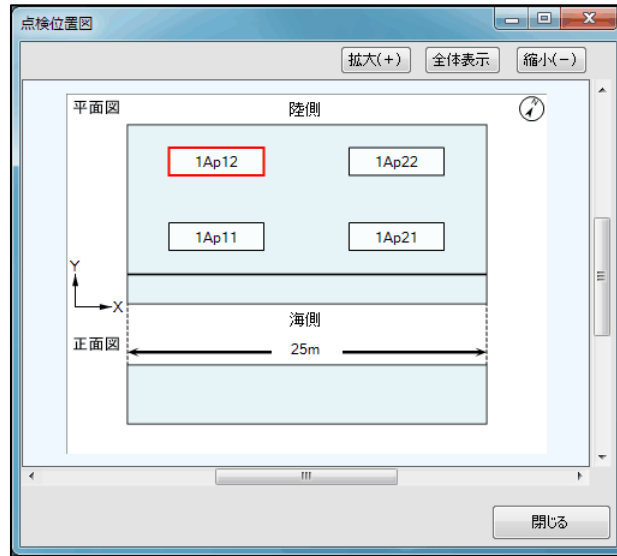 点検位置図
拡大(+) 全体表示 縮小(-)
平面図 陸側 N
1Ap12 1Ap22
1Ap11 1Ap21
Y
X
海側
正面図 25m
閉じる